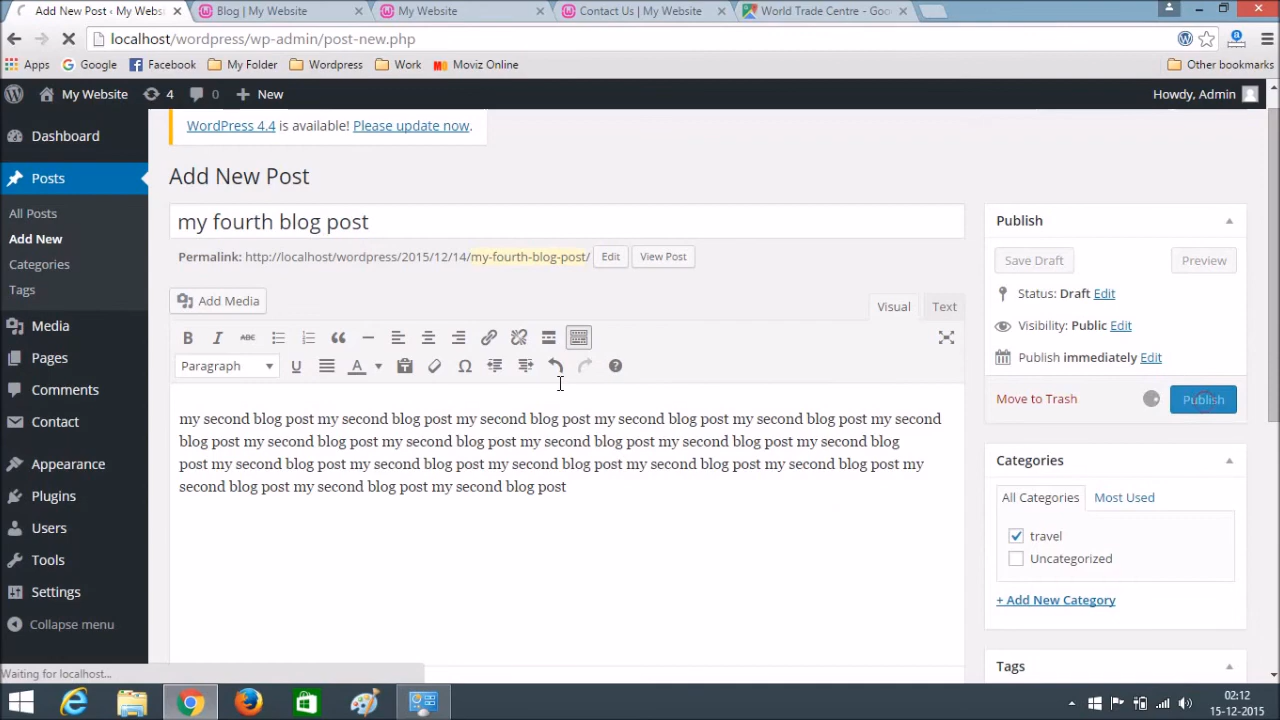 New Post ‹ My Webs
Blog | My Website
My Website
Contact Us | My Website
World Trade Centre - Goo
localhost/wordpress/wp-admin/post-new.php
Apps
Google
Facebook
My Folder
Wordpress
Work
Moviz Online
Other bookmarks
My Website
4
0
New
Howdy, Admin
Dashboard
Posts
All Posts
Add New
Categories
Tags
Media
Pages
Comments
Contact
Appearance
Plugins
Users
Tools
Settings
Collapse menu
WordPress 4.4 is available! Please update now.
Add New Post
my fourth blog post
Permalink: http://localhost/wordpress/2015/12/14/my-fourth-blog-post/
Edit
View Post
Add Media
Visual
Text
B
I
ABC
Paragraph
U
A
my second blog post my second blog post my second blog post my second blog post my second blog post my second
blog post my second blog post my second blog post my second blog post my second blog post my second blog
post my second blog post my second blog post my second blog post my second blog post my second blog post my
second blog post my second blog post my second blog post
Publish
Save Draft
Preview
Status: Draft Edit
Visibility: Public Edit
Publish immediately Edit
Move to Trash
Publish
Categories
All Categories
Most Used
travel
Uncategorized
+ Add New Category
Tags
Waiting for localhost...
02:12
15-12-2015